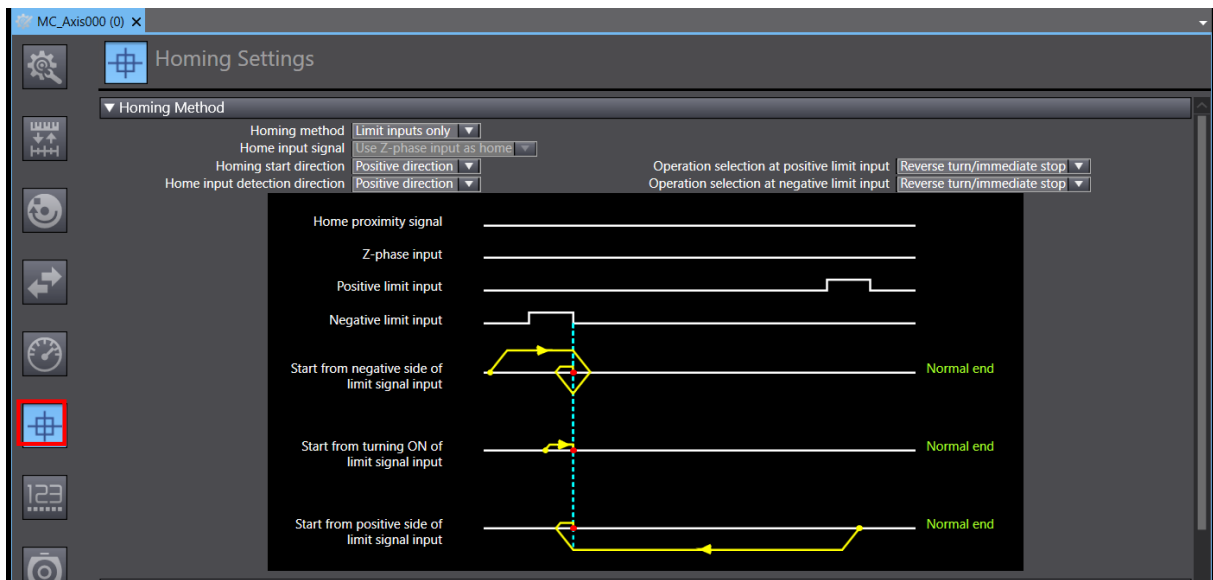 MC_Axis000 (0) ×
Homing Settings
▼ Homing Method
Homing method Limit inputs only ▼
Home input signal Use Z-phase input as home ▼
Homing start direction Positive direction ▼ Operation selection at positive limit input Reverse turn/immediate stop ▼
Home input detection direction Positive direction ▼ Operation selection at negative limit input Reverse turn/immediate stop ▼
Home proximity signal
Z-phase input
Positive limit input
Negative limit input
Start from negative side of
limit signal input
Normal end
Start from turning ON of
limit signal input
Normal end
123
Start from positive side of
limit signal input
Normal end